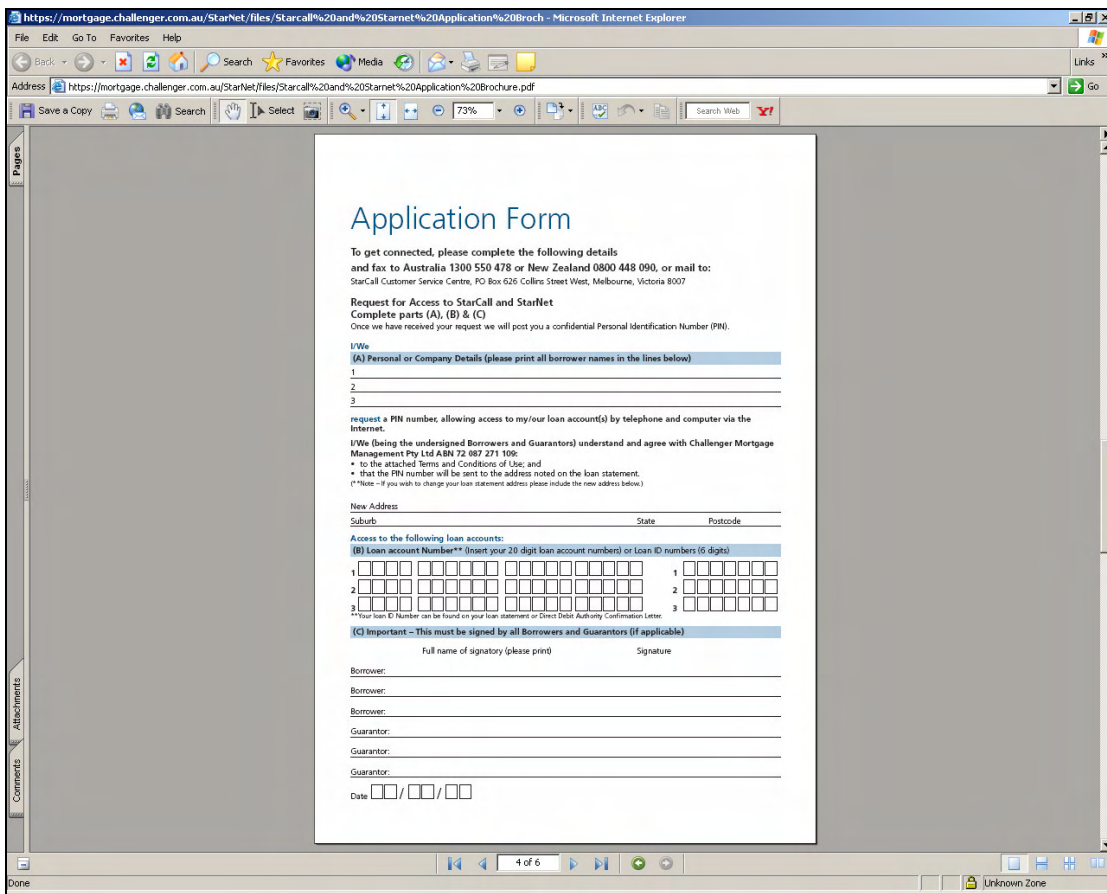 https://mortgage.challenger.com.au/StarNet/files/Starcall%20and%20Starnet%20Application%20Broch - Microsoft Internet Explorer
File Edit Go To Favorites Help
Back Search Favorites Media Links
Address https://mortgage.challenger.com.au/StarNet/files/Starcall%20and%20Starnet%20Application%20Brochure.pdf Go
Save a Copy Search Select 73% Search Web Y!
Pages
Application Form
To get connected, please complete the following details
and fax to Australia 1300 550 478 or New Zealand 0800 448 090, or mail to:
StarCall Customer Service Centre, PO Box 626 Collins Street West, Melbourne, Victoria 8007
Request for Access to StarCall and StarNet
Complete parts (A), (B) & (C)
Once we have received your request we will post you a confidential Personal Identification Number (PIN).
I/We
(A) Personal or Company Details (please print all borrower names in the lines below)
1
2
3
request a PIN number, allowing access to my/our loan account(s) by telephone and computer via the
Internet.
I/We (being the undersigned Borrowers and Guarantors) understand and agree with Challenger Mortgage
Management Pty Ltd ABN 72 087 271 109:
• to the attached Terms and Conditions of Use; and
• that the PIN number will be sent to the address noted on the loan statement.
(**Note – If you wish to change your loan statement address please include the new address below.)
New Address
Suburb State Postcode
Access to the following loan accounts:
(B) Loan account Number** (Insert your 20 digit loan account numbers) or Loan ID numbers (6 digits)
1 1
2 2
3 3
**Your loan ID Number can be found on your loan statement or Direct Debit Authority Confirmation Letter.
(C) Important – This must be signed by all Borrowers and Guarantors (if applicable)
Full name of signatory (please print) Signature
Borrower:
Borrower:
Borrower:
Guarantor:
Guarantor:
Guarantor:
Date / /
Attachments
Comments
4 of 6
Done Unknown Zone